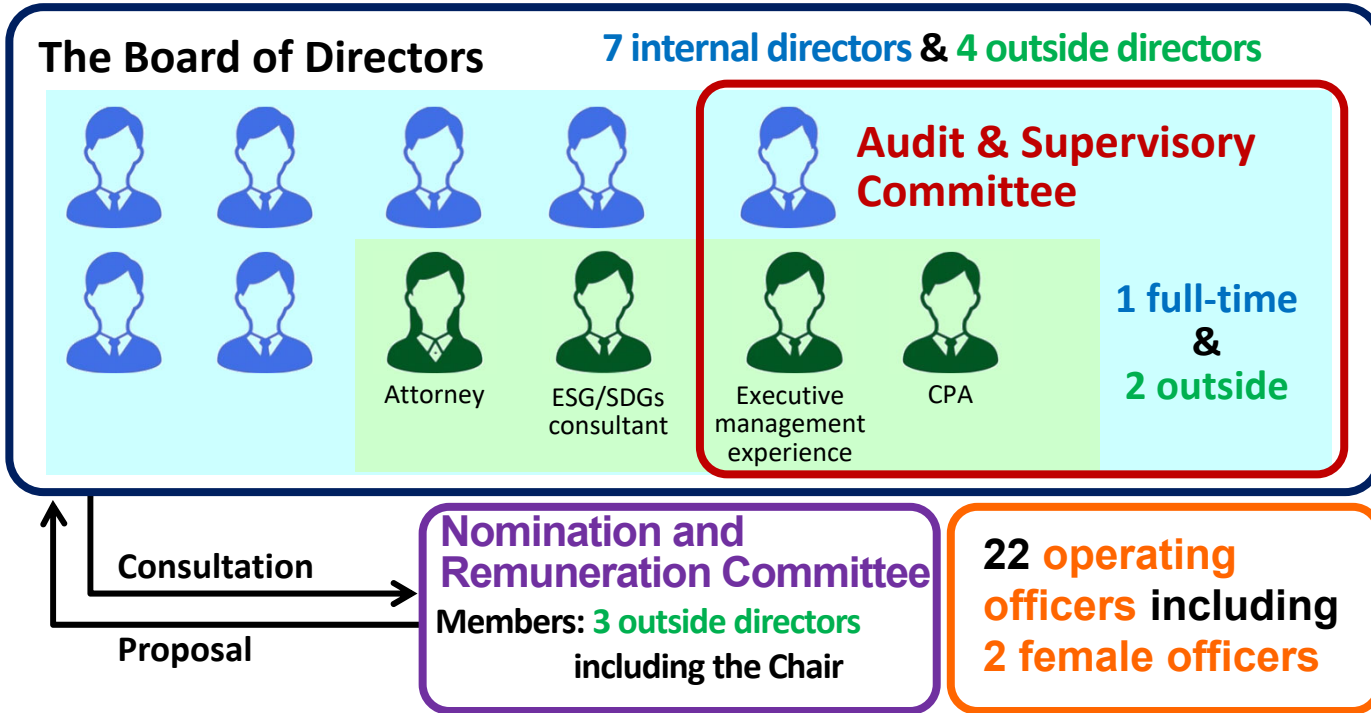 The Board of Directors
7 internal directors & 4 outside directors
Audit & Supervisory
Committee
Attorney
ESG/SDGs
consultant
Executive
management
experience
CPA
1 full-time
&
2 outside
Consultation
Proposal
Nomination and
Remuneration Committee
Members: 3 outside directors
including the Chair
22 operating
officers including
2 female officers